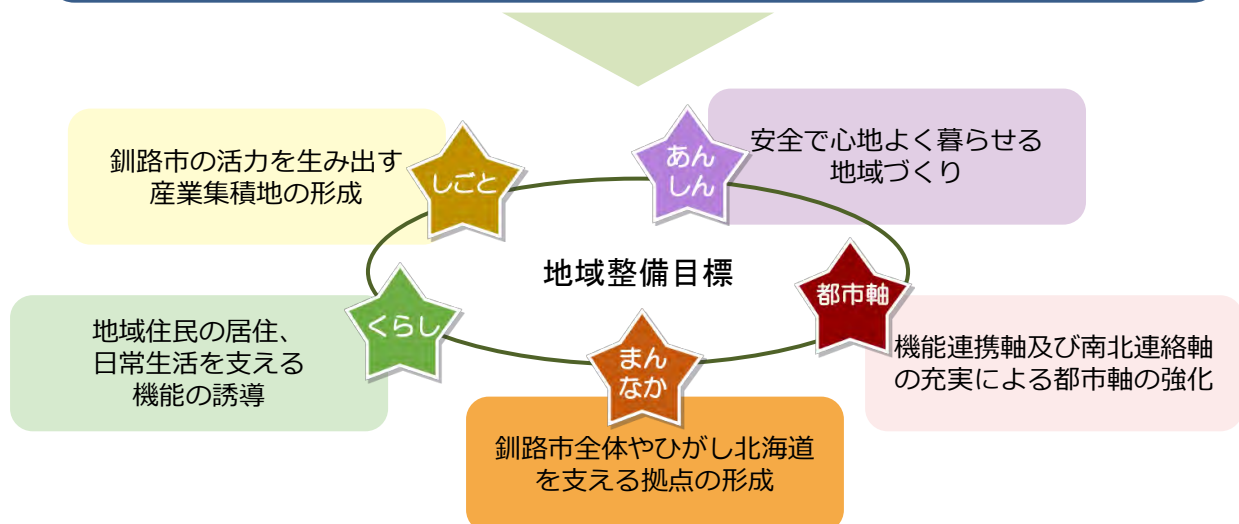 しごと
釧路市の活力を生み出す
産業集積地の形成
あん
しん
安全で心地よく暮らせる
地域づくり
地域整備目標
くらし
地域住民の居住、
日常生活を支える
機能の誘導
まん
なか
釧路市全体やひがし北海道
を支える拠点の形成
都市軸
機能連携軸及び南北連絡軸
の充実による都市軸の強化